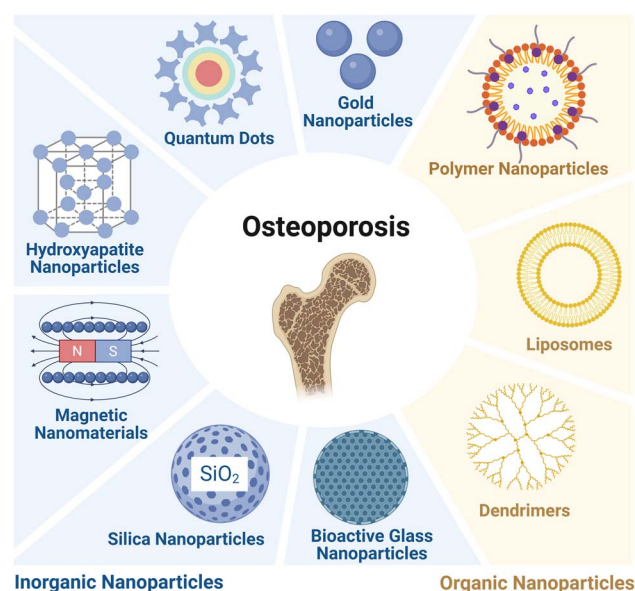 Quantum Dots
Gold
Nanoparticles
Polymer Nanoparticles
Hydroxyapatite
Nanoparticles
Osteoporosis
Liposomes
N S
Magnetic
Nanomaterials
SiO₂
Silica Nanoparticles
Bioactive Glass
Nanoparticles
Dendrimers
Inorganic Nanoparticles
Organic Nanoparticles